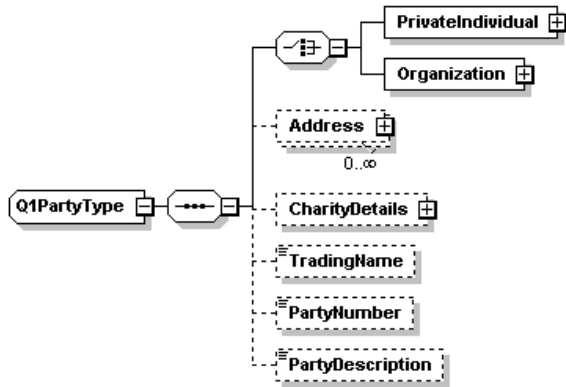 PrivateIndividual
Organization
Address
0..∞
Q1PartyType
CharityDetails
TradingName
PartyNumber
PartyDescription